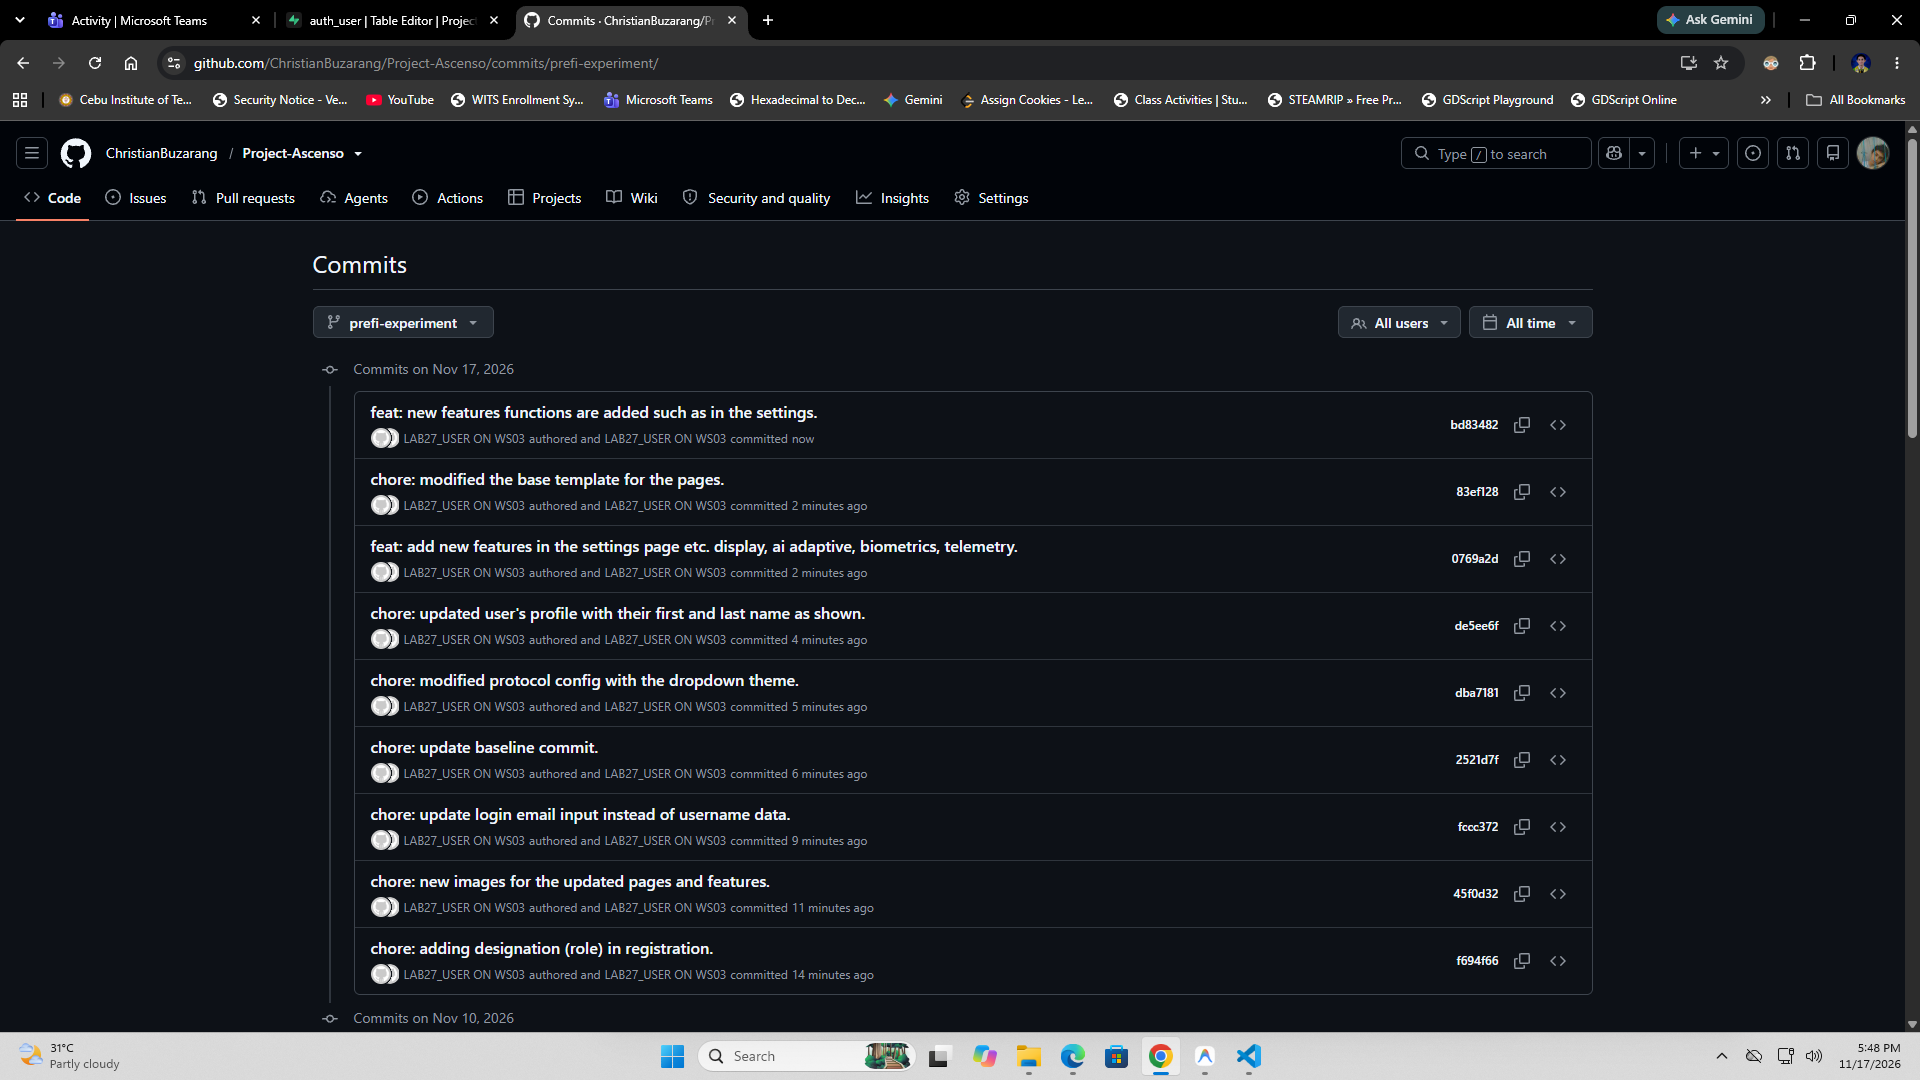 Activity | Microsoft Teams
auth_user | Table Editor | Projec
Commits · ChristianBuzarang/Pr
Ask Gemini
github.com/ChristianBuzarang/Project-Ascenso/commits/prefi-experiment/
Cebu Institute of Te...
Security Notice - Ve...
YouTube
WITS Enrollment Sy...
Microsoft Teams
Hexadecimal to Dec...
Gemini
Assign Cookies - Le...
Class Activities | Stu...
STEAMRIP » Free Pr...
GDScript Playground
GDScript Online
»
All Bookmarks
ChristianBuzarang / Project-Ascenso
Type / to search
Code
Issues
Pull requests
Agents
Actions
Projects
Wiki
Security and quality
Insights
Settings
Commits
prefi-experiment
All users
All time
Commits on Nov 17, 2026
feat: new features functions are added such as in the settings.
LAB27_USER ON WS03 authored and LAB27_USER ON WS03 committed now
bd83482
chore: modified the base template for the pages.
LAB27_USER ON WS03 authored and LAB27_USER ON WS03 committed 2 minutes ago
83ef128
feat: add new features in the settings page etc. display, ai adaptive, biometrics, telemetry.
LAB27_USER ON WS03 authored and LAB27_USER ON WS03 committed 2 minutes ago
0769a2d
chore: updated user's profile with their first and last name as shown.
LAB27_USER ON WS03 authored and LAB27_USER ON WS03 committed 4 minutes ago
de5ee6f
chore: modified protocol config with the dropdown theme.
LAB27_USER ON WS03 authored and LAB27_USER ON WS03 committed 5 minutes ago
dba7181
chore: update baseline commit.
LAB27_USER ON WS03 authored and LAB27_USER ON WS03 committed 6 minutes ago
2521d7f
chore: update login email input instead of username data.
LAB27_USER ON WS03 authored and LAB27_USER ON WS03 committed 9 minutes ago
fccc372
chore: new images for the updated pages and features.
LAB27_USER ON WS03 authored and LAB27_USER ON WS03 committed 11 minutes ago
45f0d32
chore: adding designation (role) in registration.
LAB27_USER ON WS03 authored and LAB27_USER ON WS03 committed 14 minutes ago
f694f66
Commits on Nov 10, 2026
31°C
Partly cloudy
Search
5:48 PM
11/17/2026